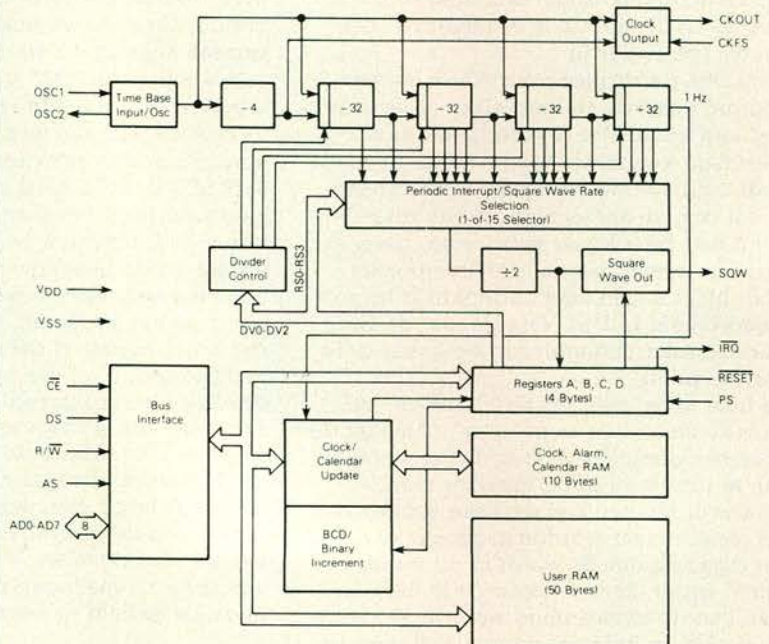 Clock
Output
CKOUT
CKFS
OSC1
OSC2
Time Base
Input/Osc
÷4
÷32
÷32
÷32
÷32
1 Hz
Periodic Interrupt/Square Wave Rate
Selection
(1-of-15 Selector)
Divider
Control
RS0-RS3
÷2
Square
Wave Out
SQW
VDD
VSS
DV0-DV2
IRQ
RESET
PS
Registers A, B, C, D
(4 Bytes)
CE
DS
R/W
AS
AD0-AD7
8
Bus
Interface
Clock/
Calendar
Update
Clock, Alarm,
Calendar RAM
(10 Bytes)
BCD/
Binary
Increment
User RAM
(50 Bytes)